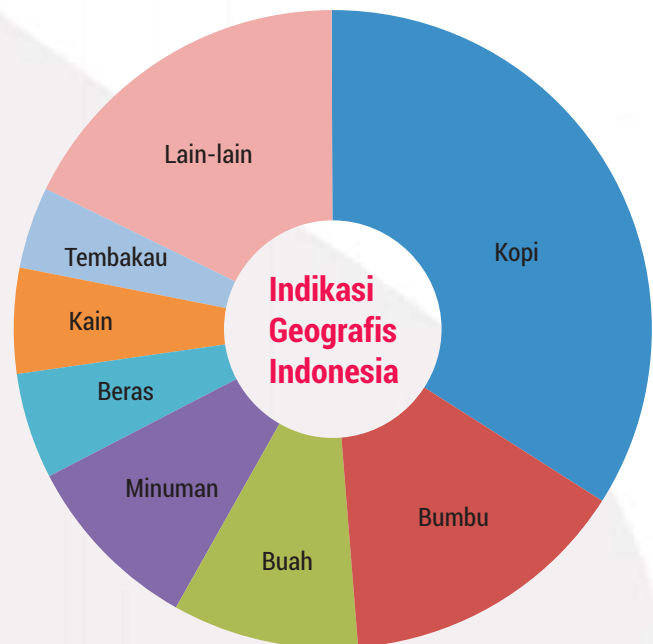 Lain-lain
Kopi
Tembakau
Indikasi
Geografis
Indonesia
Kain
Beras
Minuman
Bumbu
Buah